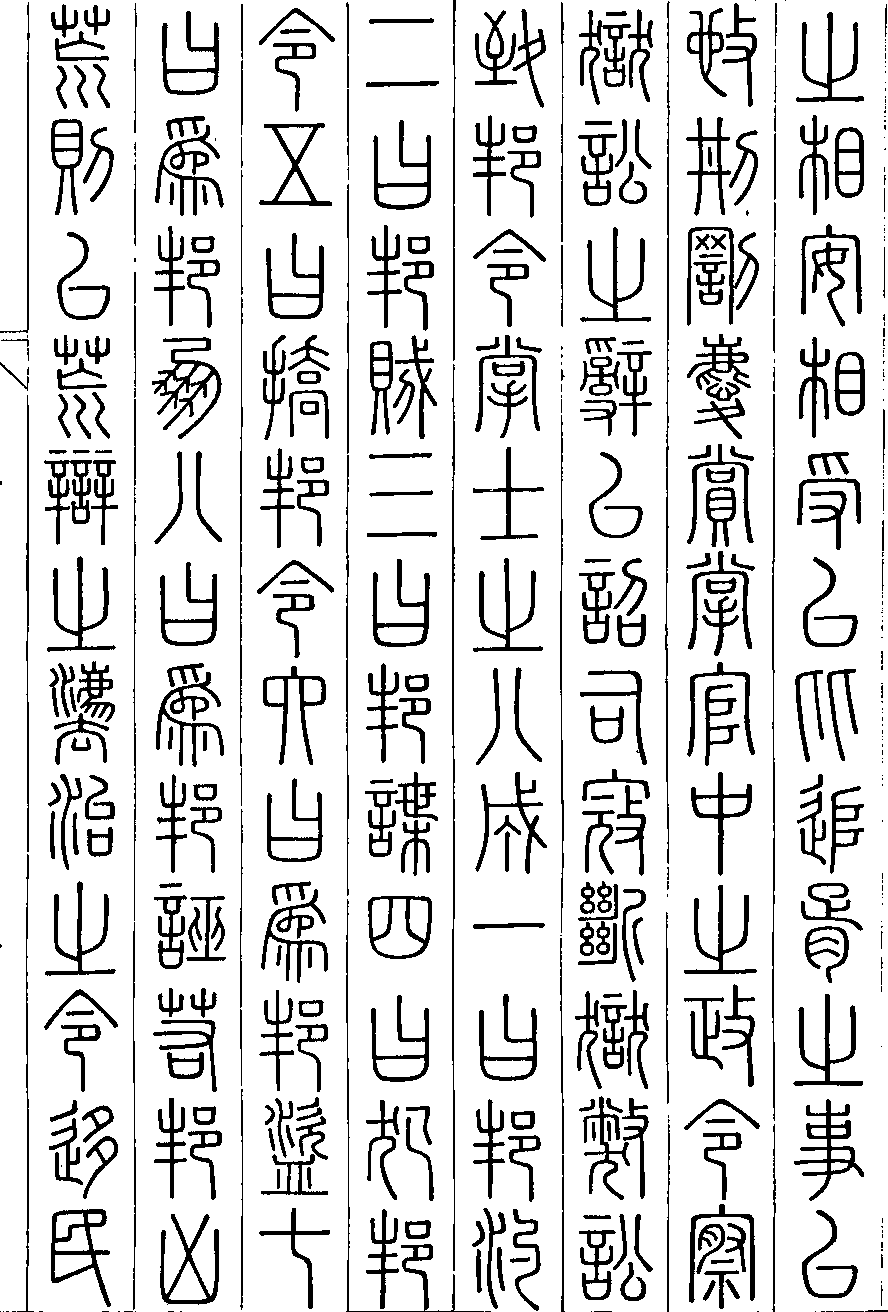 之相安相受以比追胥之事以
施刑罰慶賞掌官中之政令察
獄訟之辭以詔司寇斷獄弊訟
致邦令掌士之八成一曰邦汋
二曰邦賊三曰邦諜四曰犯邦
令五曰撟邦令六曰爲邦盜七
曰爲邦朋八曰爲邦誣若邦凶
荒則以荒辯之灋治之令移民